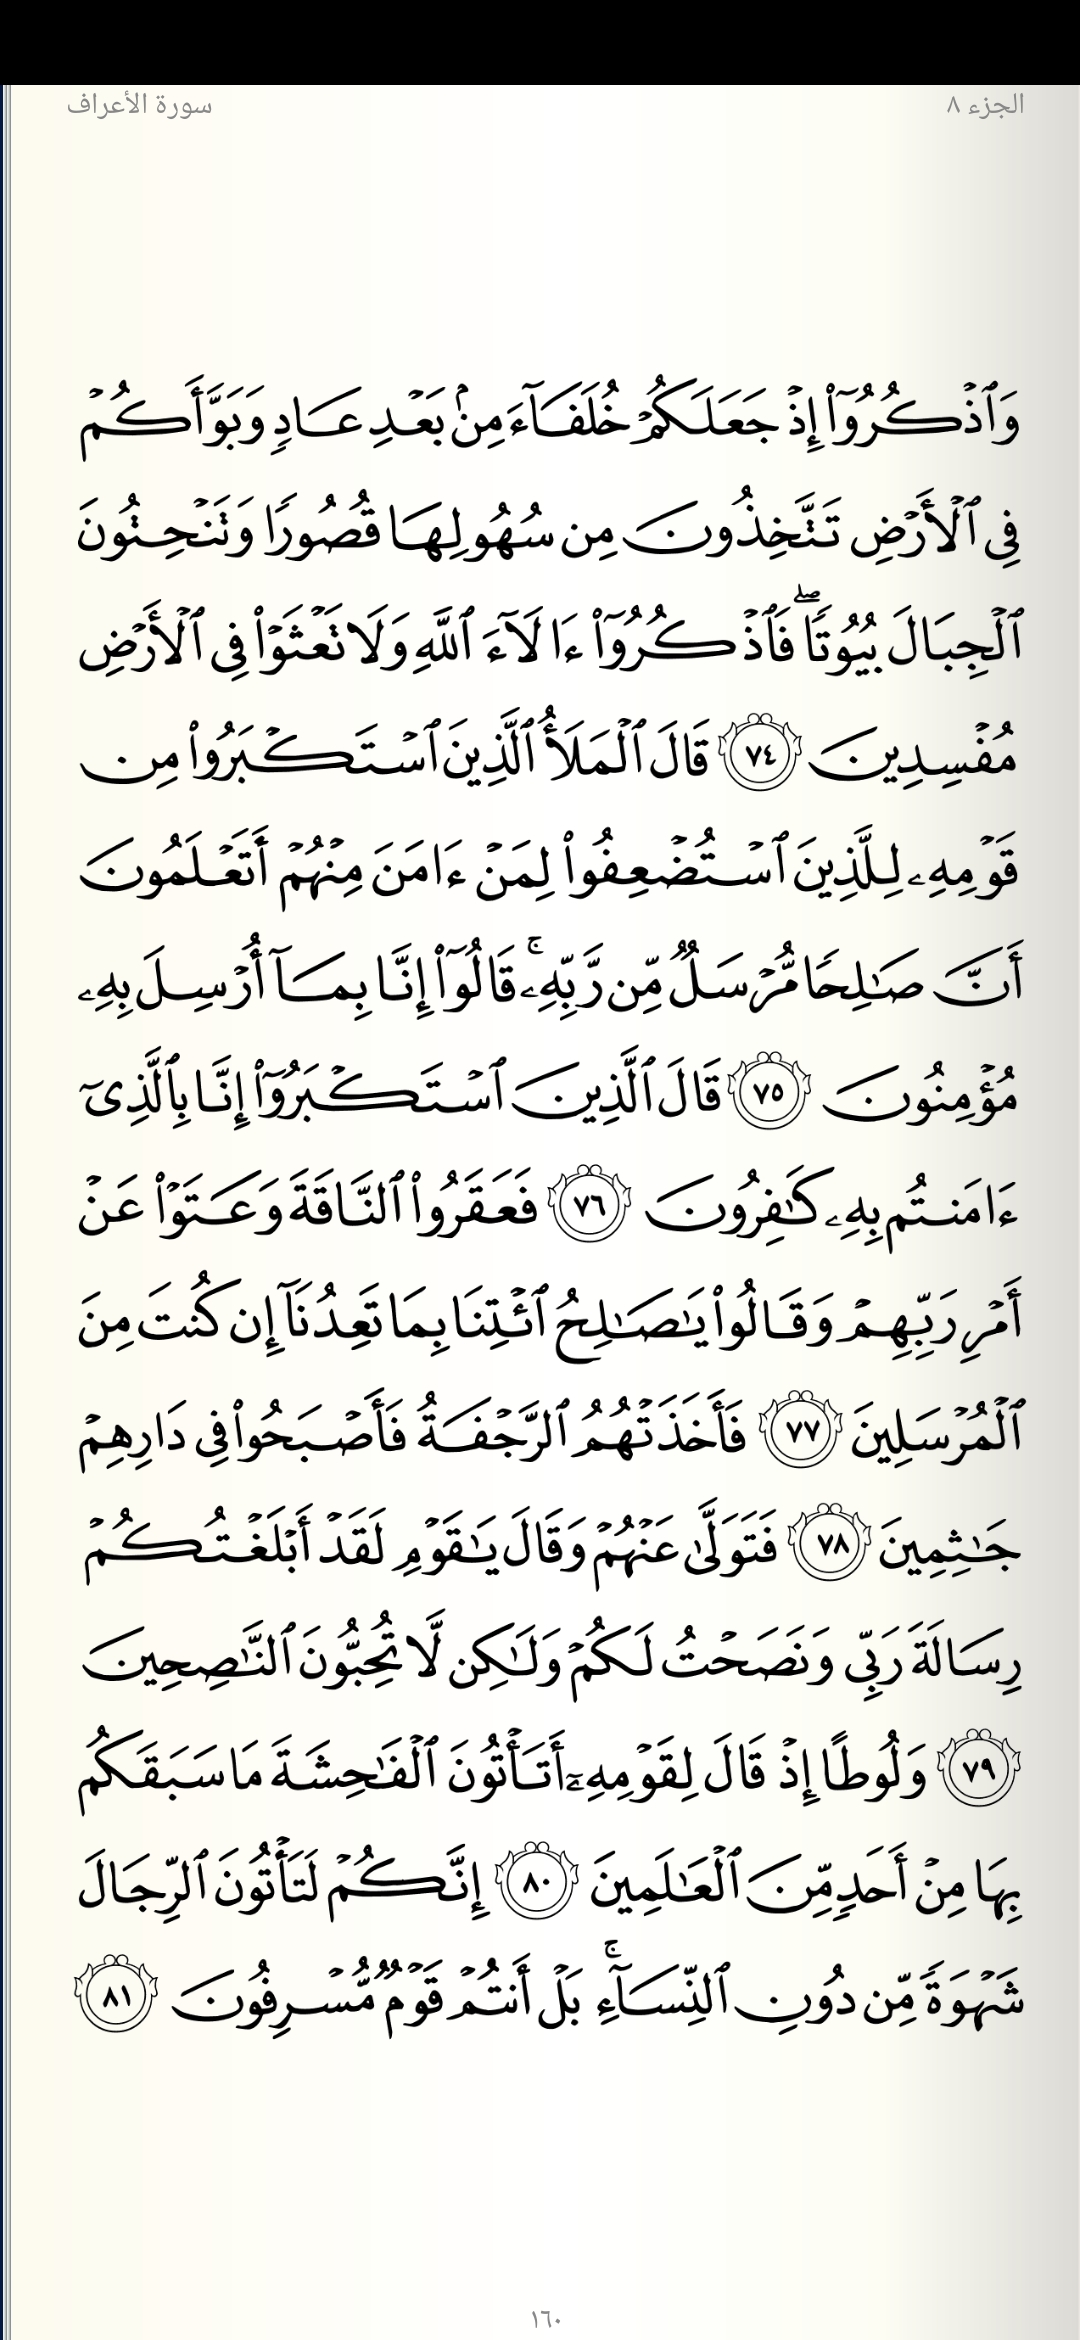 الجزء ٨
سورة الأعراف
وَٱذۡكُرُوٓاْ إِذۡ جَعَلَكُمۡ خُلَفَآءَ مِنۢ بَعۡدِ عَادٖ وَبَوَّأَكُمۡ
فِي ٱلۡأَرۡضِ تَتَّخِذُونَ مِن سُهُولِهَا قُصُورٗا وَتَنۡحِتُونَ
ٱلۡجِبَالَ بُيُوتٗاۖ فَٱذۡكُرُوٓاْ ءَالَآءَ ٱللَّهِ وَلَا تَعۡثَوۡاْ فِي ٱلۡأَرۡضِ
مُفۡسِدِينَ ٧٤ قَالَ ٱلۡمَلَأُ ٱلَّذِينَ ٱسۡتَكۡبَرُواْ مِن
قَوۡمِهِۦ لِلَّذِينَ ٱسۡتُضۡعِفُواْ لِمَنۡ ءَامَنَ مِنۡهُمۡ أَتَعۡلَمُونَ
أَنَّ صَٰلِحٗا مُّرۡسَلٞ مِّن رَّبِّهِۦۚ قَالُوٓاْ إِنَّا بِمَآ أُرۡسِلَ بِهِۦ
مُؤۡمِنُونَ ٧٥ قَالَ ٱلَّذِينَ ٱسۡتَكۡبَرُوٓاْ إِنَّا بِٱلَّذِيٓ
ءَامَنتُم بِهِۦ كَٰفِرُونَ ٧٦ فَعَقَرُواْ ٱلنَّاقَةَ وَعَتَوۡاْ عَنۡ
أَمۡرِ رَبِّهِمۡ وَقَالُواْ يَٰصَٰلِحُ ٱئۡتِنَا بِمَا تَعِدُنَآ إِن كُنتَ مِنَ
ٱلۡمُرۡسَلِينَ ٧٧ فَأَخَذَتۡهُمُ ٱلرَّجۡفَةُ فَأَصۡبَحُواْ فِي دَارِهِمۡ
جَٰثِمِينَ ٧٨ فَتَوَلَّىٰ عَنۡهُمۡ وَقَالَ يَٰقَوۡمِ لَقَدۡ أَبۡلَغۡتُكُمۡ
رِسَالَةَ رَبِّي وَنَصَحۡتُ لَكُمۡ وَلَٰكِن لَّا تُحِبُّونَ ٱلنَّٰصِحِينَ
٧٩ وَلُوطًا إِذۡ قَالَ لِقَوۡمِهِۦٓ أَتَأۡتُونَ ٱلۡفَٰحِشَةَ مَا سَبَقَكُم
بِهَا مِنۡ أَحَدٖ مِّنَ ٱلۡعَٰلَمِينَ ٨٠ إِنَّكُمۡ لَتَأۡتُونَ ٱلرِّجَالَ
شَهۡوَةٗ مِّن دُونِ ٱلنِّسَآءِۚ بَلۡ أَنتُمۡ قَوۡمٞ مُّسۡرِفُونَ ٨١
١٦٠